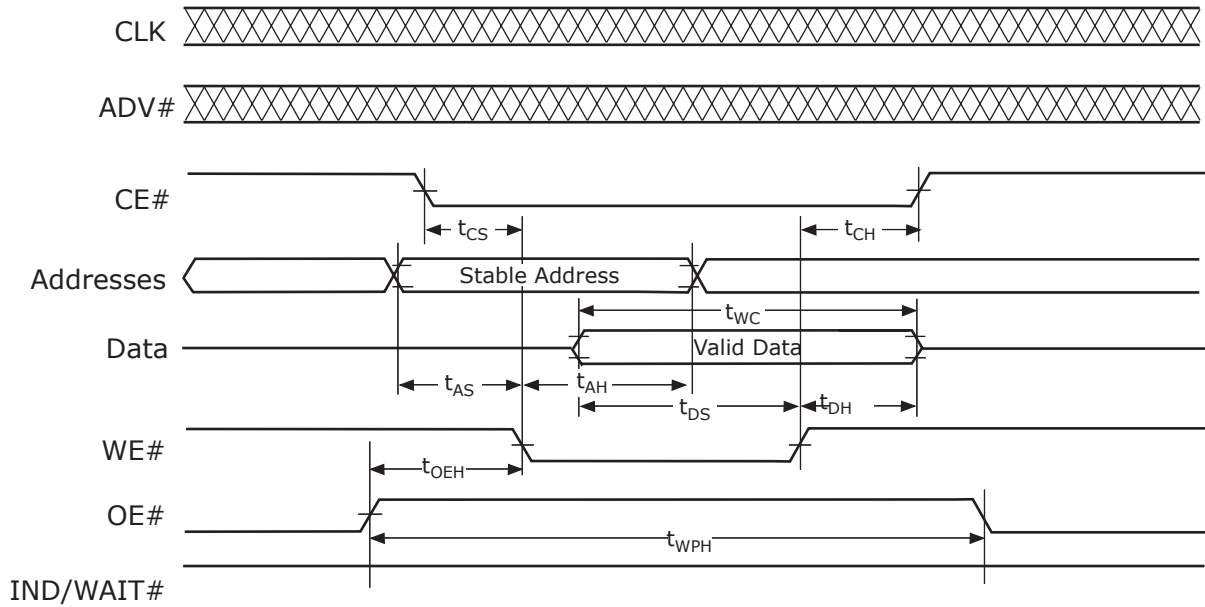 CLK
ADV#
CE#
tCS
tCH
Addresses
Stable Address
tWC
Data
Valid Data
tAS
tAH
tDS
tDH
WE#
tOEH
OE#
tWPH
IND/WAIT#